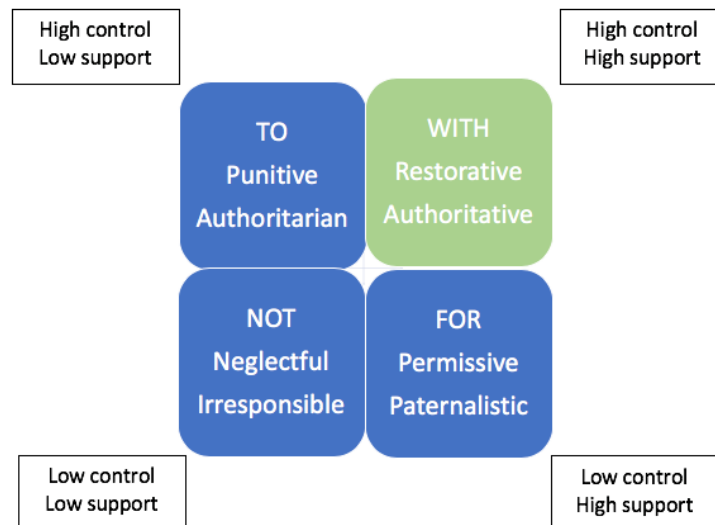 High control
Low support
High control
High support
TO
Punitive
Authoritarian
WITH
Restorative
Authoritative
NOT
Neglectful
Irresponsible
FOR
Permissive
Paternalistic
Low control
Low support
Low control
High support